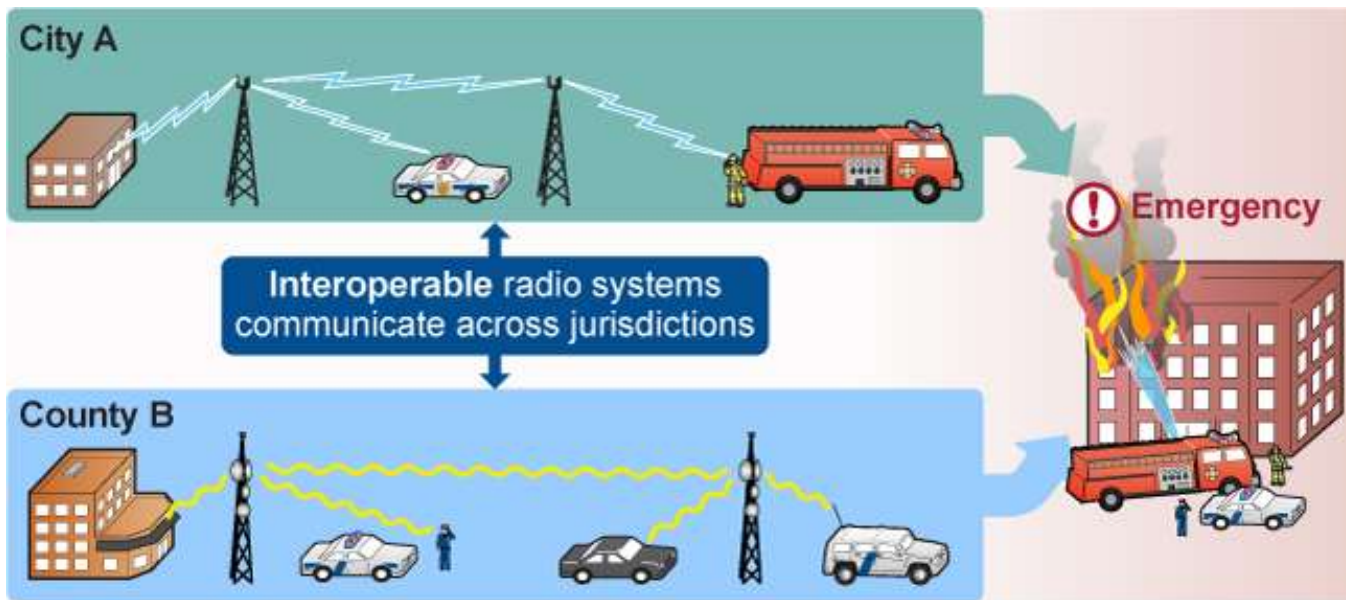 City A
Emergency
Interoperable radio systems
communicate across jurisdictions
County B